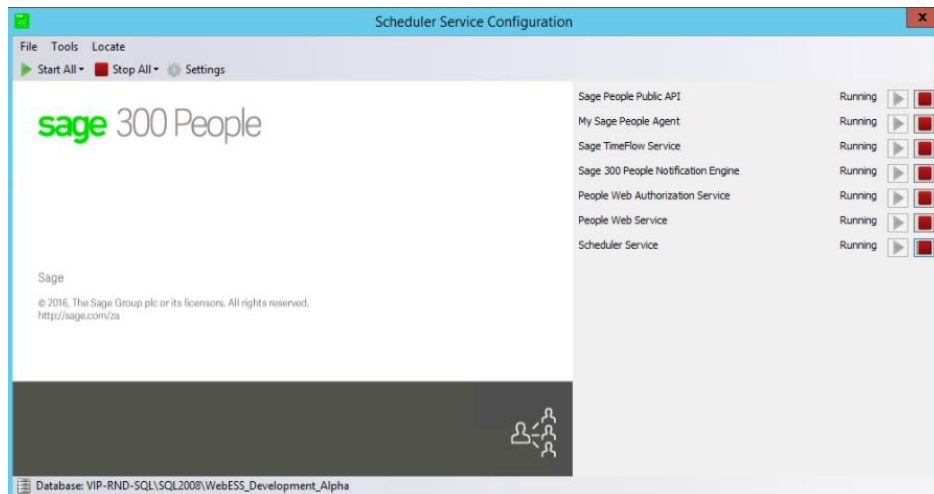 Scheduler Service Configuration
File Tools Locate
Start All Stop All Settings
sage 300 People
Sage
© 2016, The Sage Group plc or its licensors. All rights reserved.
http://sage.com/za
Sage People Public API Running
My Sage People Agent Running
Sage TimeFlow Service Running
Sage 300 People Notification Engine Running
People Web Authorization Service Running
People Web Service Running
Scheduler Service Running
Database: VIP-RND-SQL\SQL2008\WebESS_Development_Alpha